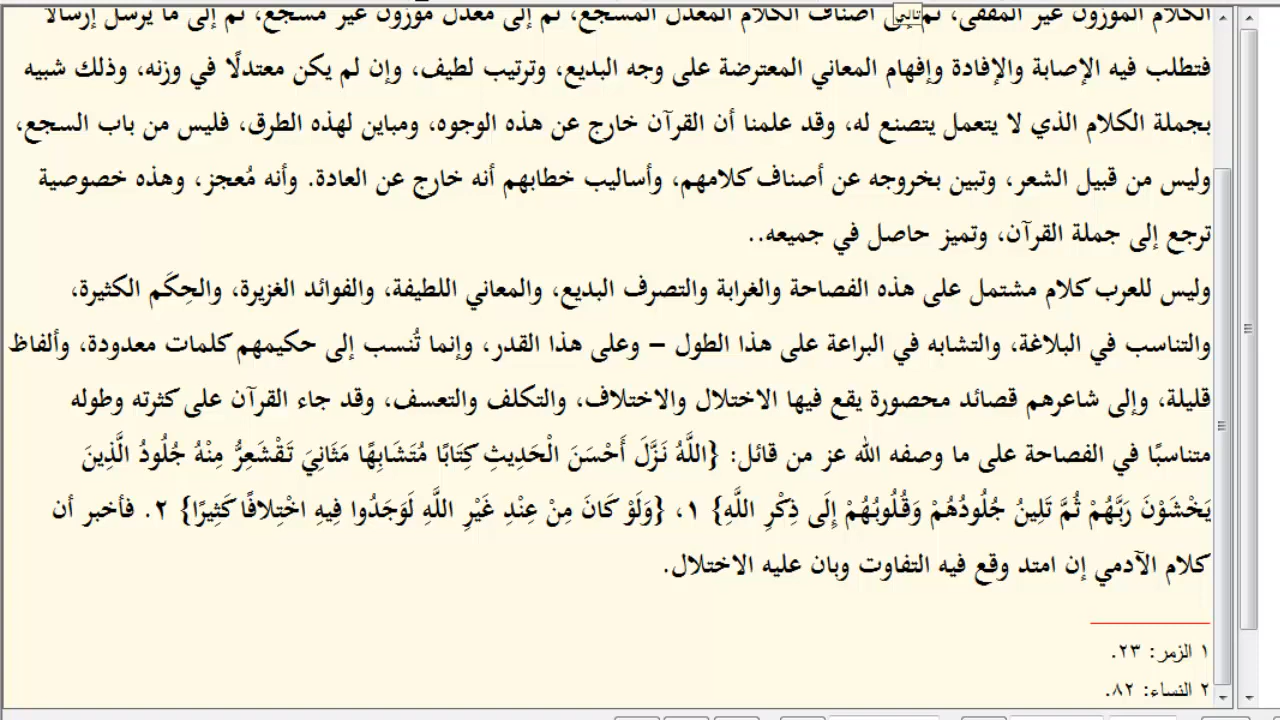 الكلام الموزون غير المقفى، ثم إلى أصناف الكلام المعدل المسجع، ثم إلى معدل موزون غير مسجع، ثم إلى ما يرسل إرسالًا
تالي
فتطلب فيه الإصابة والإفادة وإفهام المعاني المعترضة على وجه البديع، وترتيب لطيف، وإن لم يكن معتدلًا في وزنه، وذلك شبيه
بجملة الكلام الذي لا يتعمل يتصنع له، وقد علمنا أن القرآن خارج عن هذه الوجوه، ومباين لهذه الطرق، فليس من باب السجع،
وليس من قبيل الشعر، وتبين بخروجه عن أصناف كلامهم، وأساليب خطابهم أنه خارج عن العادة. وأنه مُعجز، وهذه خصوصية
ترجع إلى جملة القرآن، وتميز حاصل في جميعه..
وليس للعرب كلام مشتمل على هذه الفصاحة والغرابة والتصرف البديع، والمعاني اللطيفة، والفوائد الغزيرة، والحِكَم الكثيرة،
والتناسب في البلاغة، والتشابه في البراعة على هذا الطول – وعلى هذا القدر، وإنما تُنسب إلى حكيمهم كلمات معدودة، وألفاظ
قليلة، وإلى شاعرهم قصائد محصورة يقع فيها الاختلال والاختلاف، والتكلف والتعسف، وقد جاء القرآن على كثرته وطوله
متناسبًا في الفصاحة على ما وصفه الله عز من قائل: {اللَّهُ نَزَّلَ أَحْسَنَ الْحَدِيثِ كِتَابًا مُتَشَابِهًا مَثَانِيَ تَقْشَعِرُّ مِنْهُ جُلُودُ الَّذِينَ
يَخْشَوْنَ رَبَّهُمْ ثُمَّ تَلِينُ جُلُودُهُمْ وَقُلُوبُهُمْ إِلَى ذِكْرِ اللَّهِ} ١، {وَلَوْ كَانَ مِنْ عِنْدِ غَيْرِ اللَّهِ لَوَجَدُوا فِيهِ اخْتِلافًا كَثِيرًا} ٢. فأخبر أن
كلام الآدمي إن امتد وقع فيه التفاوت وبان عليه الاختلال.
١ الزمر: ٢٣.
٢ النساء: ٨٢.